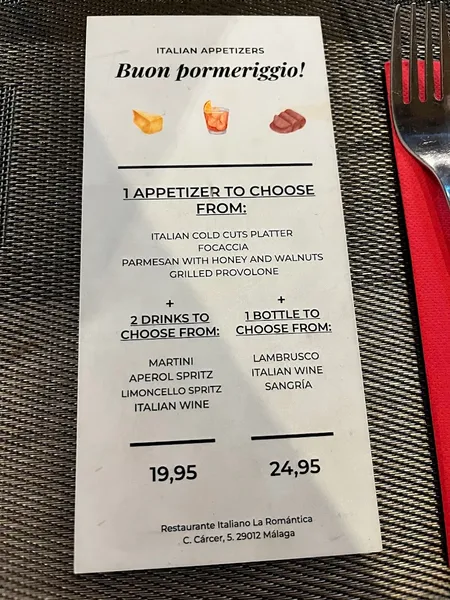 ITALIAN APPETIZERS
Buon pormeriggio!
1 APPETIZER TO CHOOSE
FROM:
ITALIAN COLD CUTS PLATTER
FOCACCIA
PARMESAN WITH HONEY AND WALNUTS
GRILLED PROVOLONE
+
2 DRINKS TO
CHOOSE FROM:
MARTINI
APEROL SPRITZ
LIMONCELLO SPRITZ
ITALIAN WINE
19,95
+
1 BOTTLE TO
CHOOSE FROM:
LAMBRUSCO
ITALIAN WINE
SANGRÍA
24,95
Restaurante Italiano La Romántica
C. Cárcer, 5. 29012 Málaga